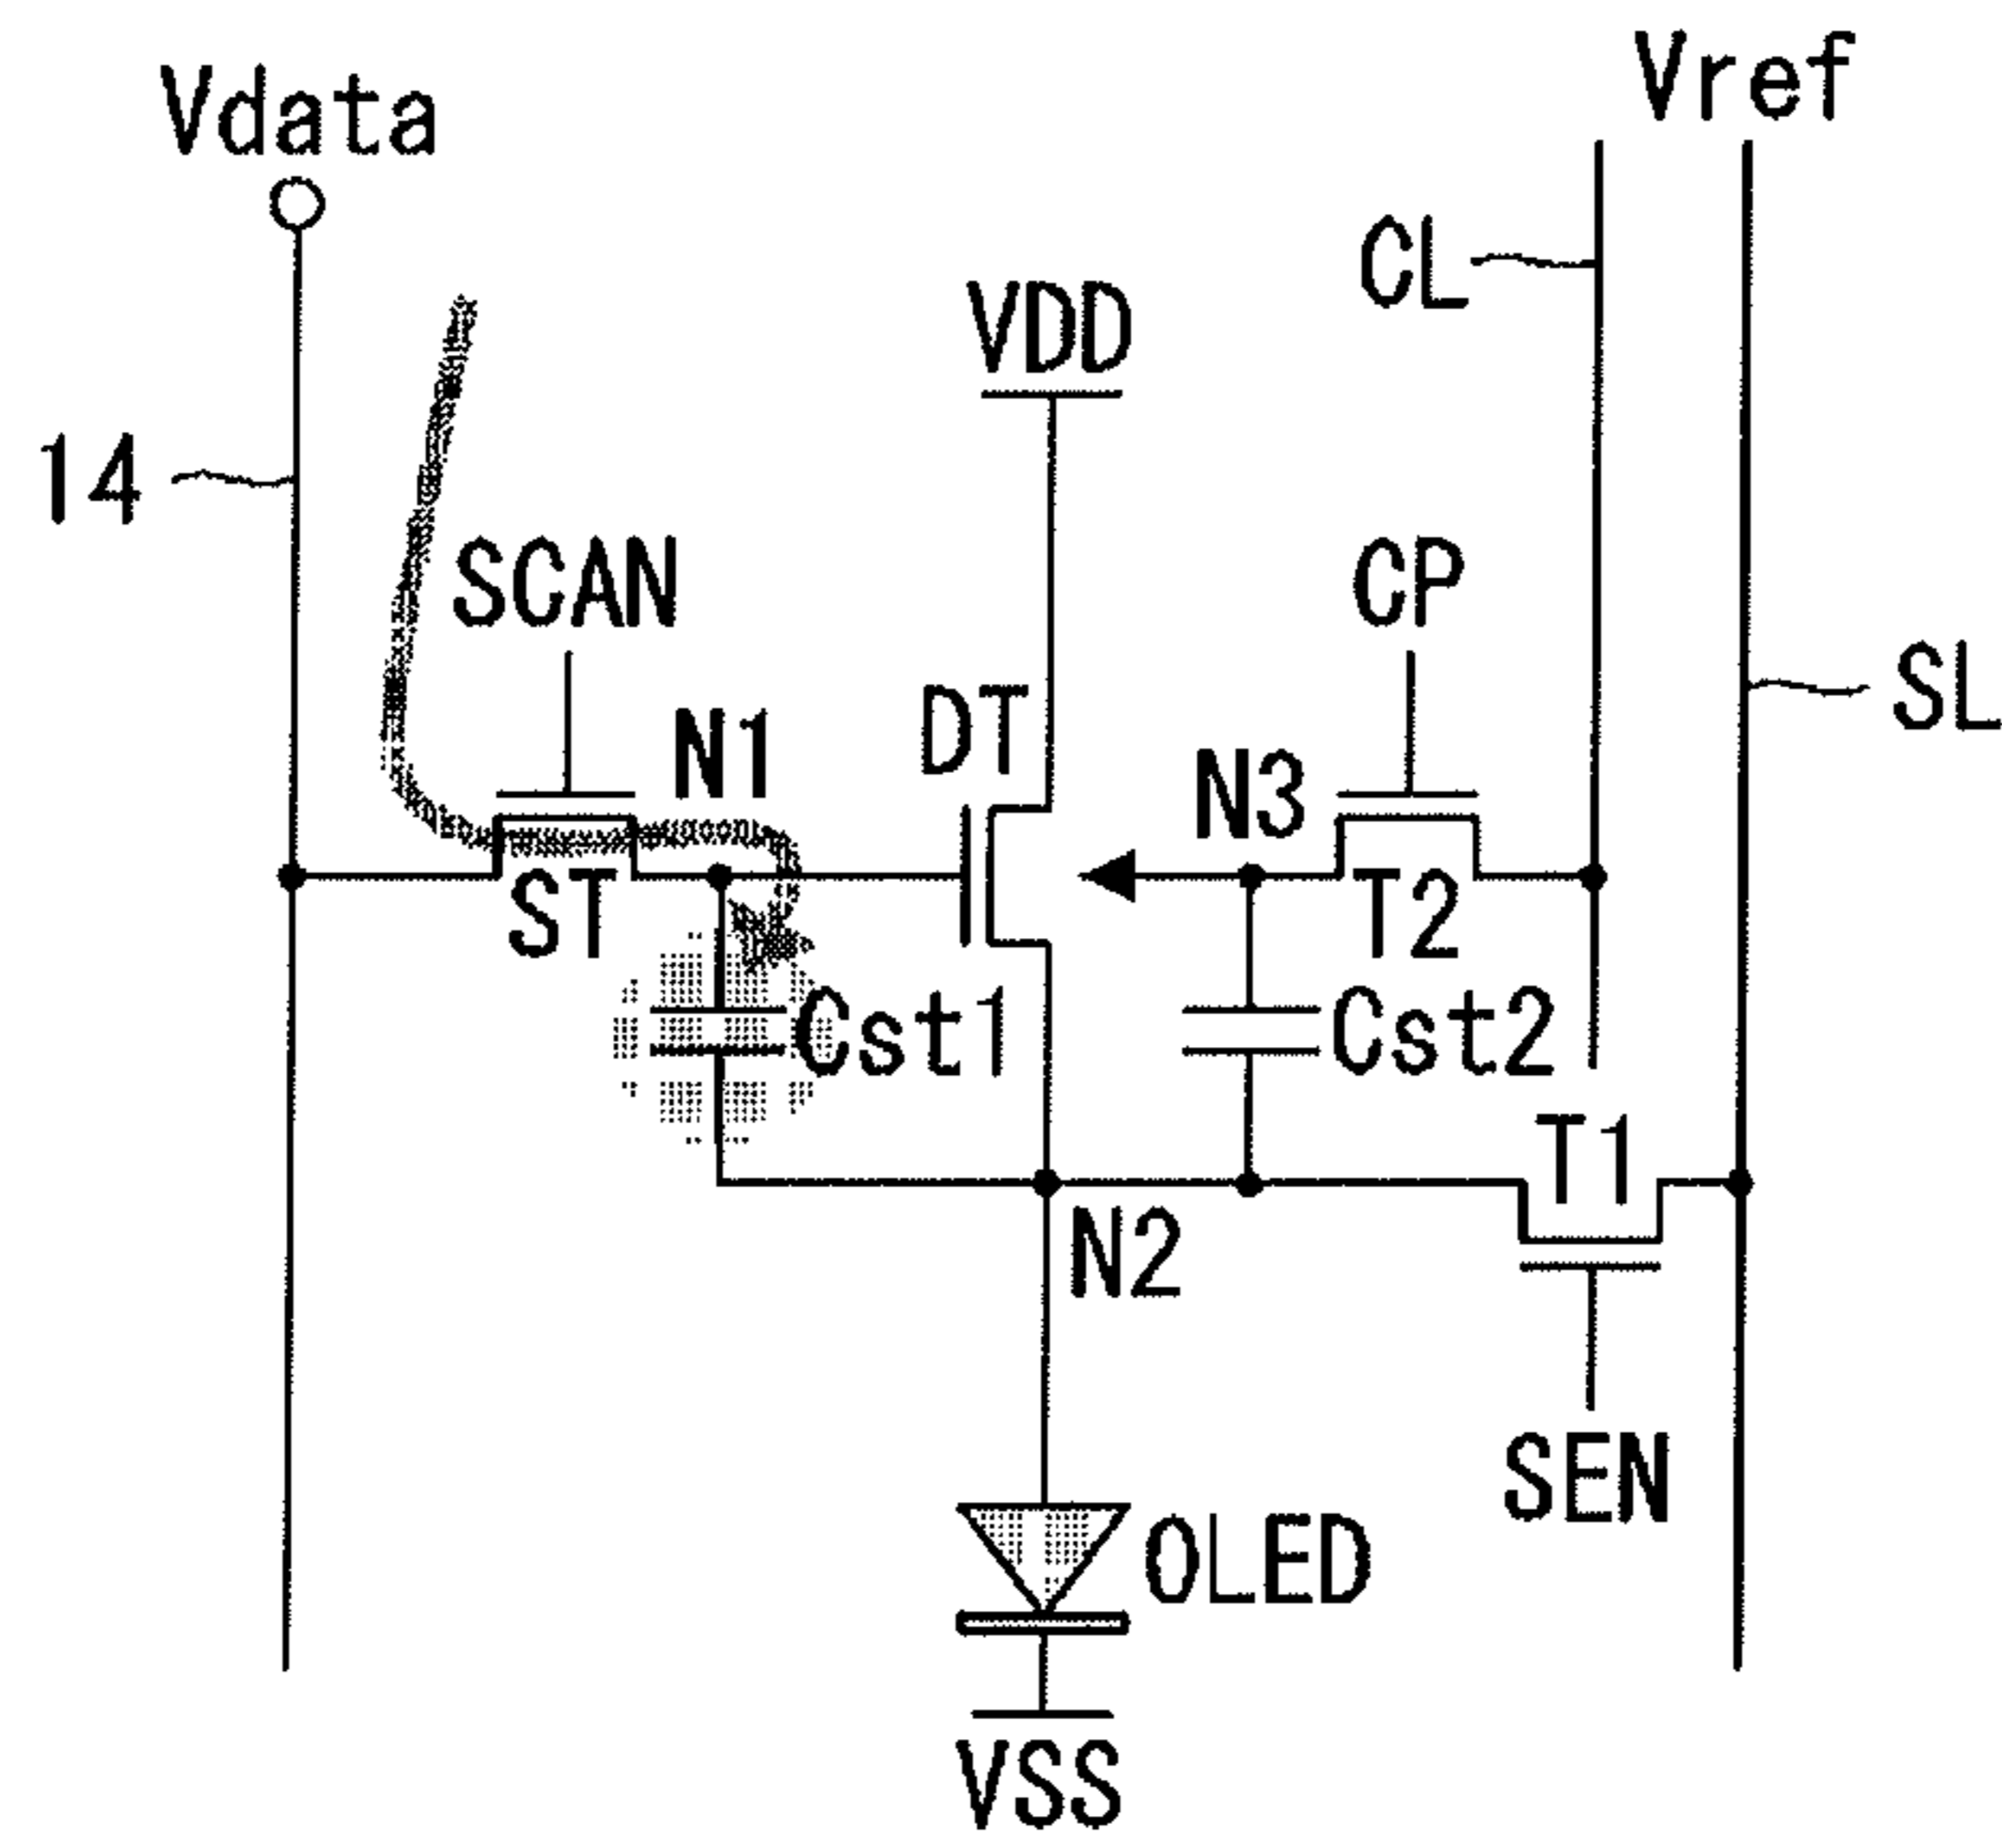 Vdata
Vref
CL
VDD
14
SCAN
CP
SL
DT
N1
N3
ST
T2
Cst1
Cst2
T1
N2
SEN
OLED
VSS